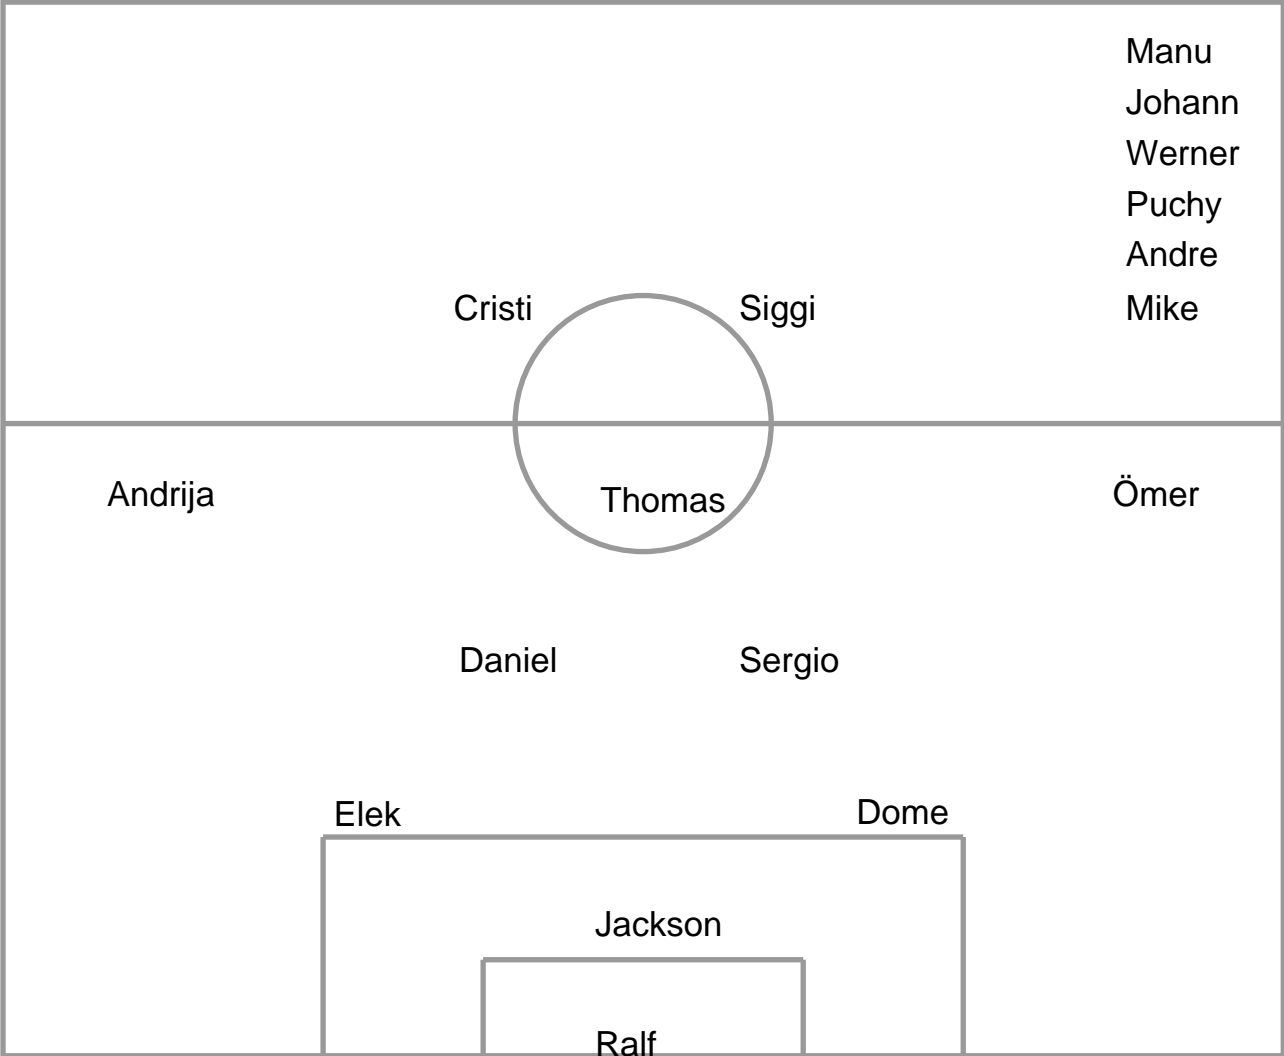 Manu
Johann
Werner
Puchy
Andre
Cristi Siggi Mike
Andrija Thomas Ömer
Daniel Sergio
Elek Dome
Jackson
Ralf